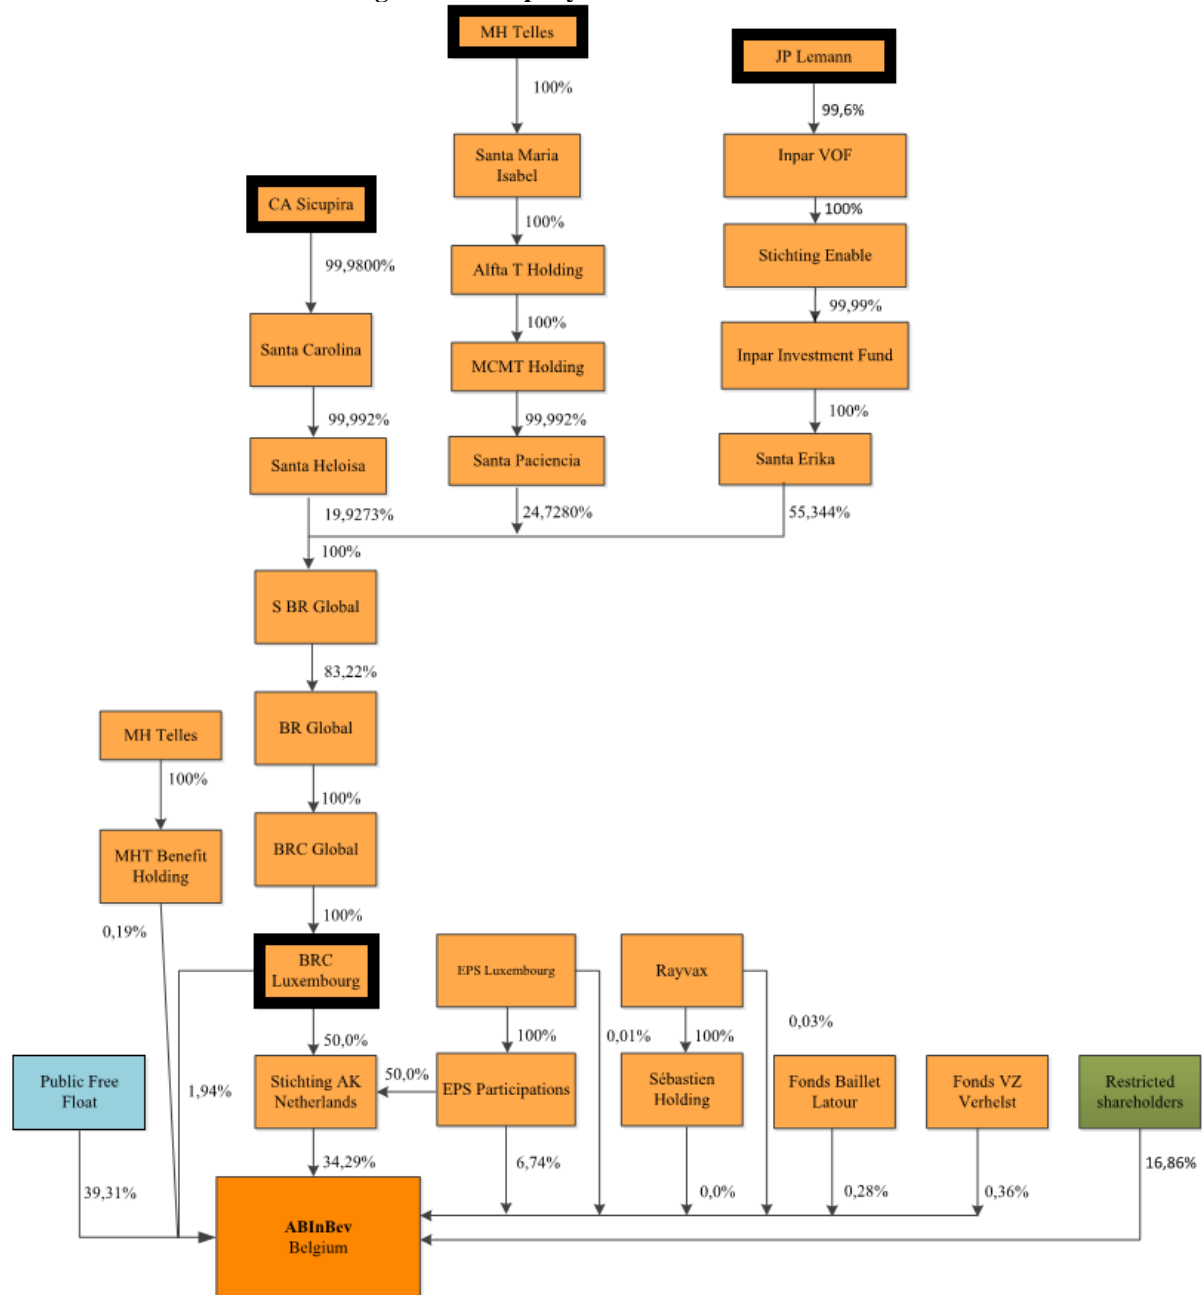 MH Telles
JP Lemann
100%
99,6%
Santa Maria
Isabel
Inpar VOF
CA Sicupira
100%
100%
99,9800%
Alfta T Holding
Stichting Enable
100%
99,99%
Santa Carolina
MCMT Holding
Inpar Investment Fund
99,992%
99,992%
100%
Santa Heloisa
Santa Paciencia
Santa Erika
19,9273%
24,7280%
55,344%
100%
S BR Global
83,22%
MH Telles
BR Global
100%
100%
MHT Benefit
Holding
BRC Global
0,19%
100%
BRC
Luxembourg
EPS Luxembourg
Rayvax
50,0%
100%
0,01%
100%
0,03%
Public Free
Float
1,94%
Stichting AK
Netherlands
50,0%
EPS Participations
Sébastien
Holding
Fonds Baillet
Latour
Fonds VZ
Verhelst
Restricted
shareholders
39,31%
34,29%
6,74%
0,0%
0,28%
0,36%
16,86%
ABInBev
Belgium